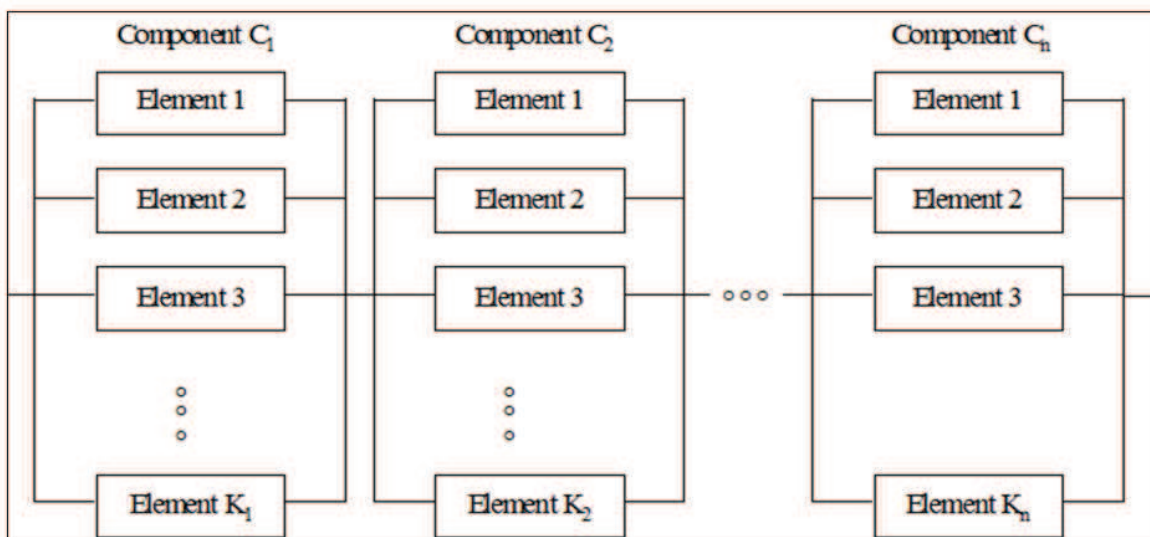 Component C₁ Component C₂ Component Cₙ
Element 1 Element 1 Element 1
Element 2 Element 2 Element 2
Element 3 Element 3 Element 3
Element K₁ Element K₂ Element Kₙ